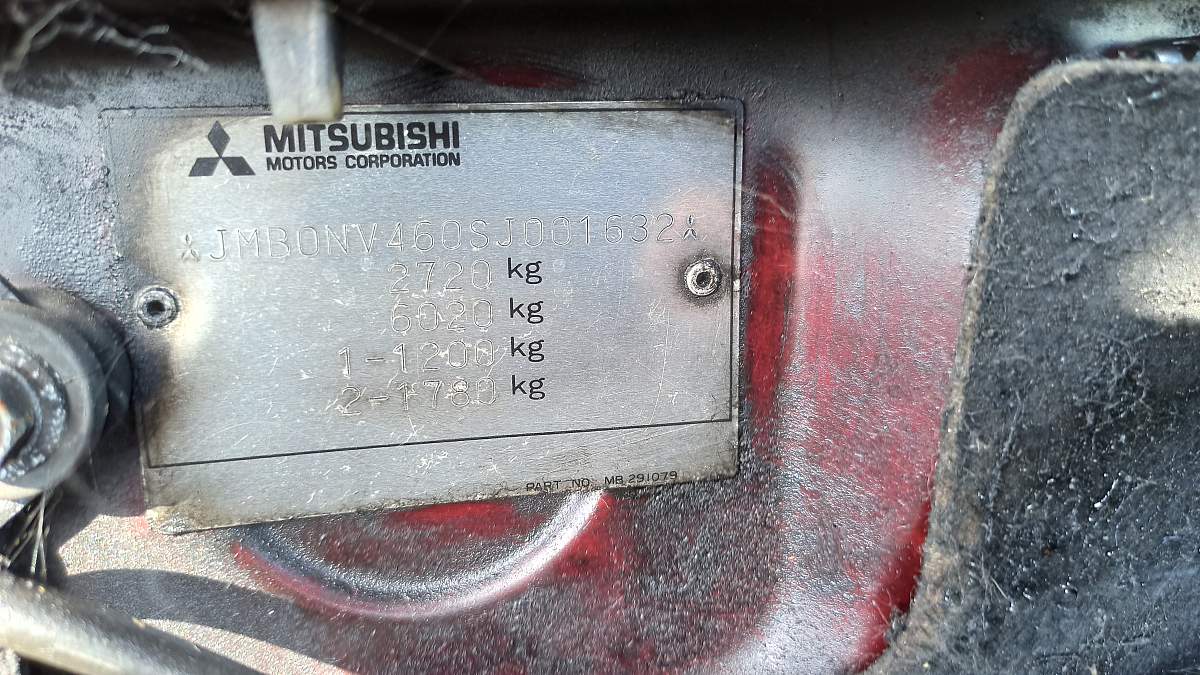 MITSUBISHI
MOTORS CORPORATION
JMB0NV460SJ001632
2720 kg
6020 kg
1-1200 kg
2-1780 kg
PART NO. MB 291079